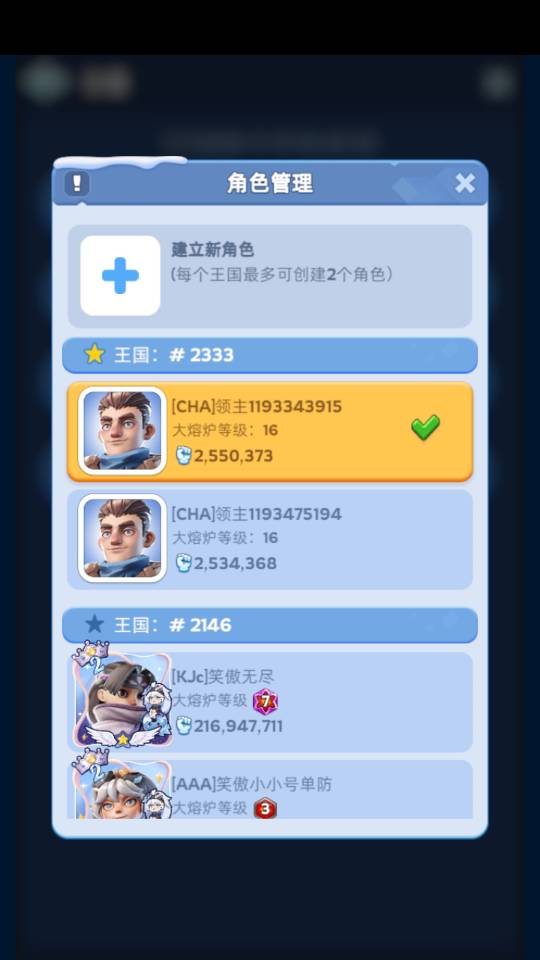 角色管理
建立新角色
(每个王国最多可创建2个角色)
王国：# 2333
[CHA]领主1193343915
大熔炉等级：16
2,550,373
[CHA]领主1193475194
大熔炉等级：16
2,534,368
王国：# 2146
2
[KJc]笑傲无尽
大熔炉等级 7
216,947,711
2
[AAA]笑傲小小号单防
大熔炉等级 3